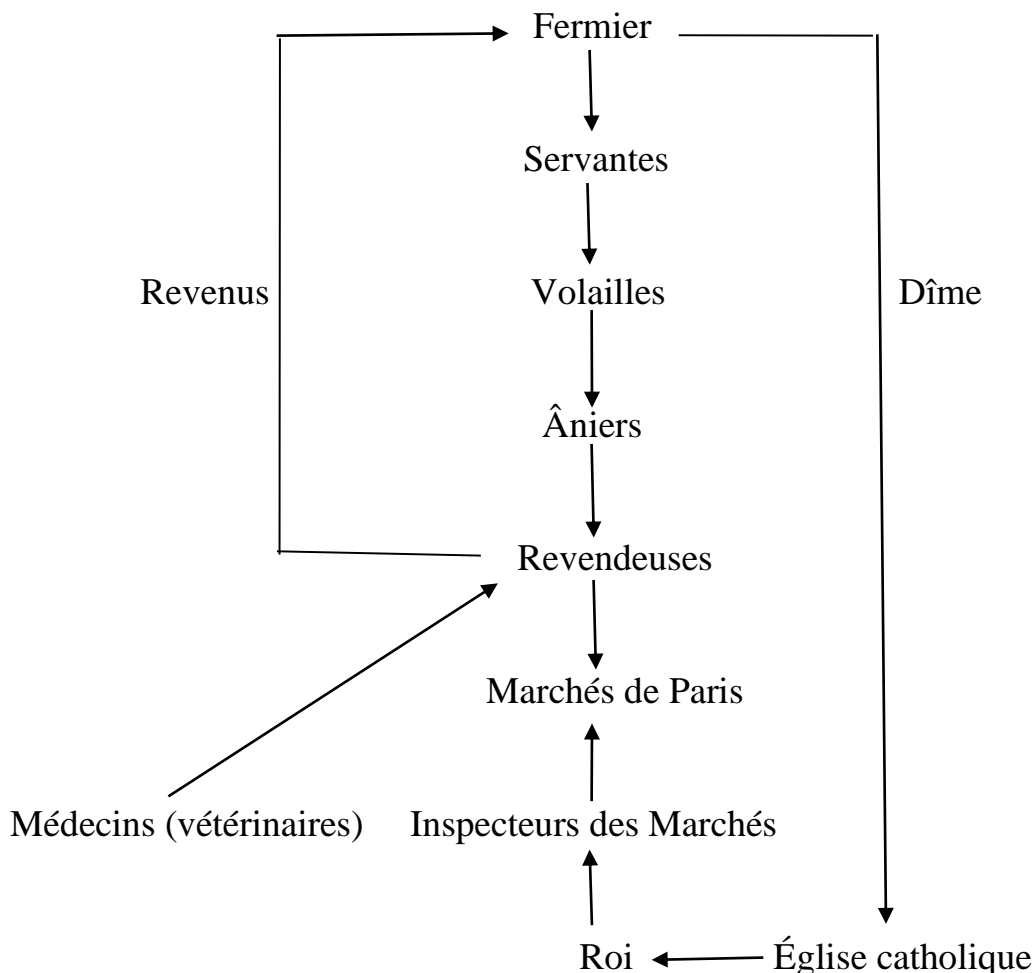 Fermier
Servantes
Revenus
Volailles
Dîme
Âniers
Revendeuses
Marchés de Paris
Médecins (vétérinaires)
Inspecteurs des Marchés
Roi
Église catholique